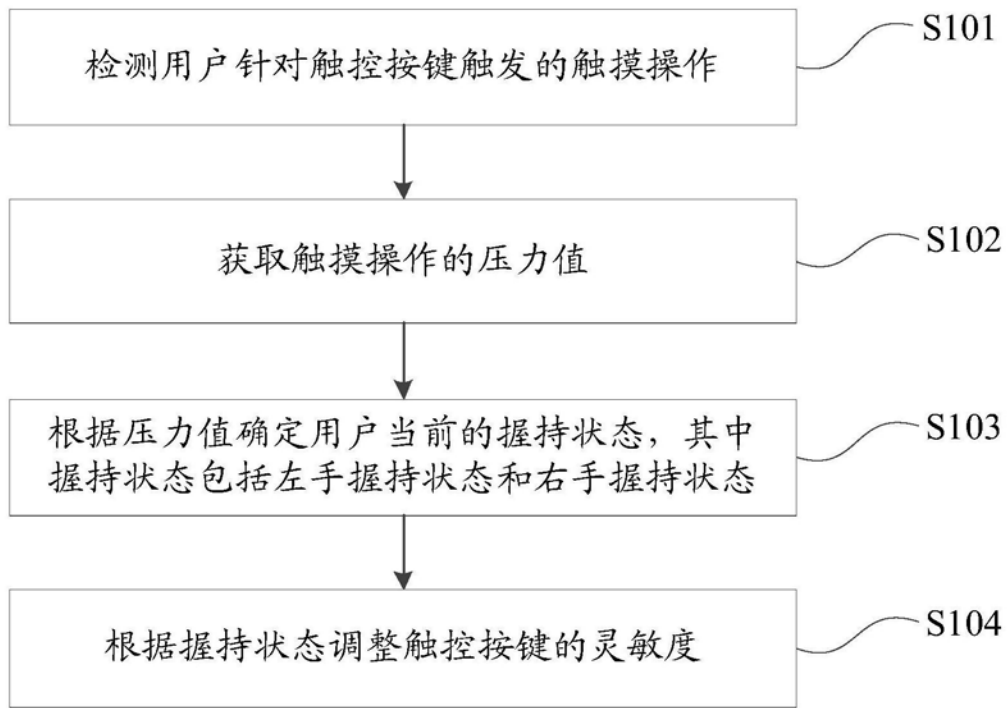 检测用户针对触控按键触发的触摸操作
S101
获取触摸操作的压力值
S102
根据压力值确定用户当前的握持状态，其中
握持状态包括左手握持状态和右手握持状态
S103
根据握持状态调整触控按键的灵敏度
S104